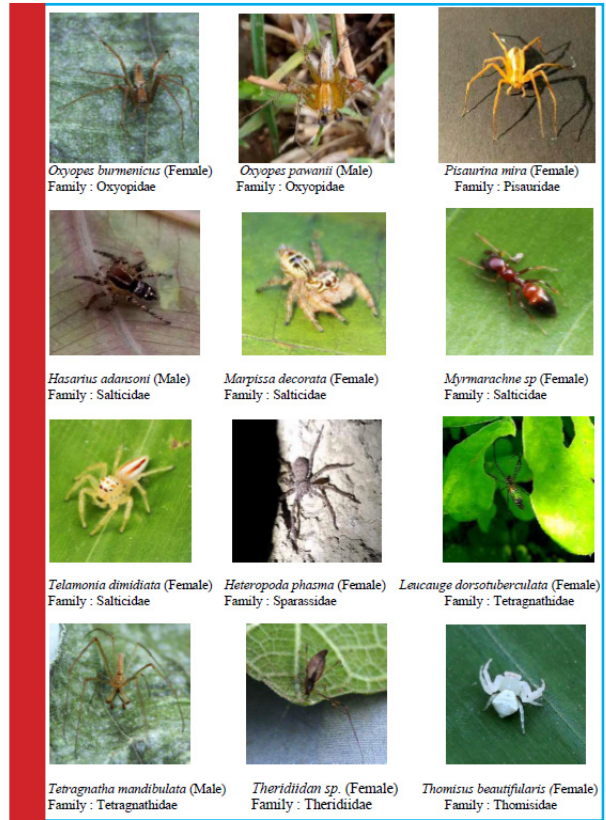 Oxyopes burmenicus (Female)
Family : Oxyopidae
Oxyopes pawanii (Male)
Family : Oxyopidae
Pisaurina mira (Female)
Family : Pisauridae
Hasarius adansoni (Male)
Family : Salticidae
Marpissa decorata (Female)
Family : Salticidae
Myrmarachne sp (Female)
Family : Salticidae
Telamonia dimidiata (Female)
Family : Salticidae
Heteropoda phasma (Female)
Family : Sparassidae
Leucauge dorsotuberculata (Female)
Family : Tetragnathidae
Tetragnatha mandibulata (Male)
Family : Tetragnathidae
Theridiidan sp. (Female)
Family : Theridiidae
Thomisus beautifularis (Female)
Family : Thomisidae